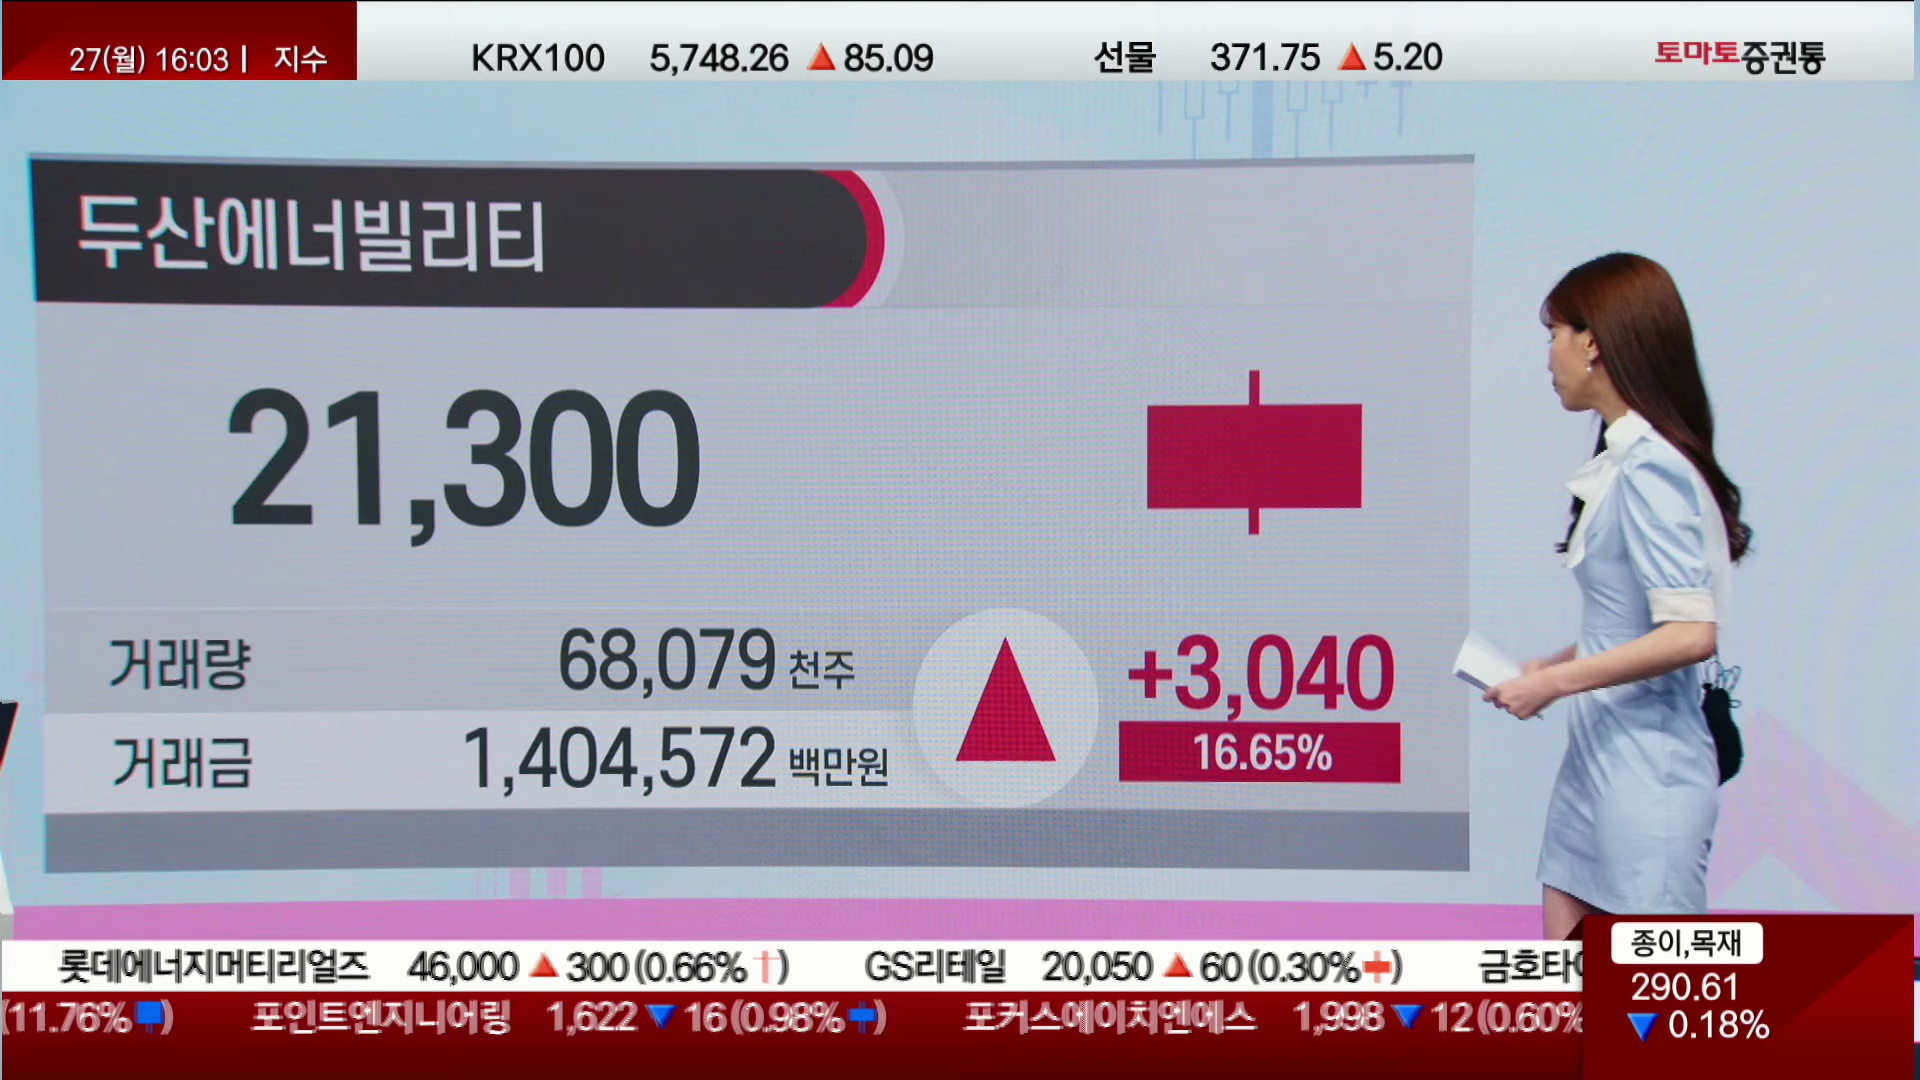 27(월) 16:03 | 지수 KRX100 5,748.26 ▲ 85.09 선물 371.75 ▲ 5.20 토마토증권통
두산에너빌리티
21,300
거래량 68,079 천주
거래금 1,404,572 백만원
▲ +3,040
16.65%
롯데에너지머티리얼즈 46,000 ▲ 300 (0.66%) GS리테일 20,050 ▲ 60 (0.30%) 금호타
(11.76%) 포인트엔지니어링 1,622 ▼ 16 (0.98%) 포커스에이치엔에스 1,998 ▼ 12 (0.60%
종이,목재
290.61
▼ 0.18%